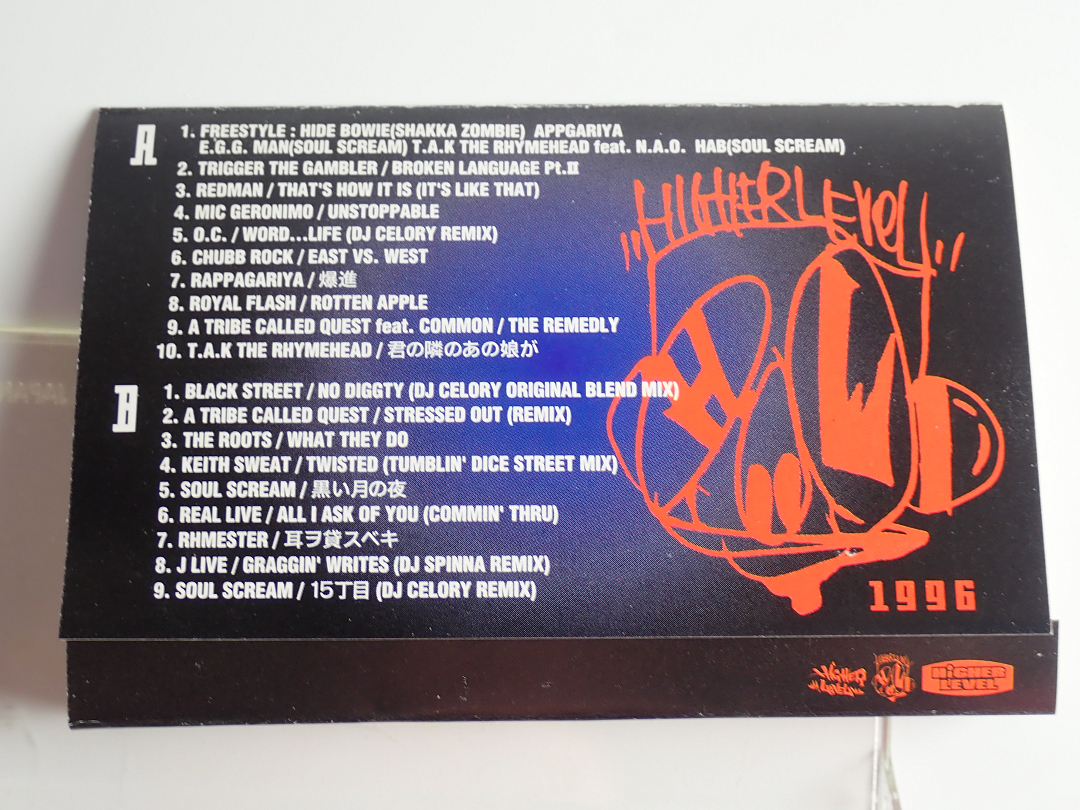 A
1. FREESTYLE : HIDE BOWIE(SHAKKA ZOMBIE) APPGARIYA
E.G.G. MAN(SOUL SCREAM) T.A.K THE RHYMEHEAD feat. N.A.O. HAB(SOUL SCREAM)
2. TRIGGER THE GAMBLER / BROKEN LANGUAGE Pt.II
3. REDMAN / THAT'S HOW IT IS (IT'S LIKE THAT)
4. MIC GERONIMO / UNSTOPPABLE
5. O.C. / WORD...LIFE (DJ CELORY REMIX)
6. CHUBB ROCK / EAST VS. WEST
7. RAPPAGARIYA / 爆進
8. ROYAL FLASH / ROTTEN APPLE
9. A TRIBE CALLED QUEST feat. COMMON / THE REMEDLY
10. T.A.K THE RHYMEHEAD / 君の隣のあの娘が
B
1. BLACK STREET / NO DIGGTY (DJ CELORY ORIGINAL BLEND MIX)
2. A TRIBE CALLED QUEST / STRESSED OUT (REMIX)
3. THE ROOTS / WHAT THEY DO
4. KEITH SWEAT / TWISTED (TUMBLIN' DICE STREET MIX)
5. SOUL SCREAM / 黒い月の夜
6. REAL LIVE / ALL I ASK OF YOU (COMMIN' THRU)
7. RHMESTER / 耳ヲ貸スベキ
8. J LIVE / GRAGGIN' WRITES (DJ SPINNA REMIX)
9. SOUL SCREAM / 15丁目 (DJ CELORY REMIX)
"HIGHER LEVEL"
H L
1996
HIGHER
LEVEL
HIGHER
LEVEL